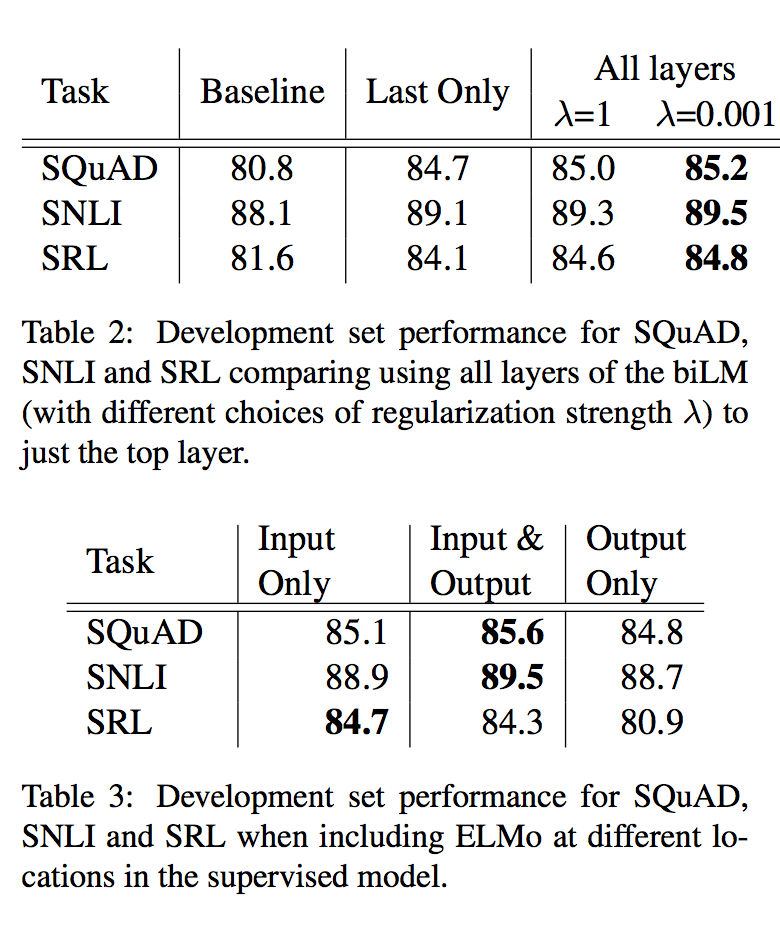 Task Baseline Last Only All layers
λ=1 λ=0.001
SQuAD 80.8 84.7 85.0 85.2
SNLI 88.1 89.1 89.3 89.5
SRL 81.6 84.1 84.6 84.8
Table 2: Development set performance for SQuAD,
SNLI and SRL comparing using all layers of the biLM
(with different choices of regularization strength λ) to
just the top layer.
Task Input Only Input & Output Output Only
SQuAD 85.1 85.6 84.8
SNLI 88.9 89.5 88.7
SRL 84.7 84.3 80.9
Table 3: Development set performance for SQuAD,
SNLI and SRL when including ELMo at different lo-
cations in the supervised model.